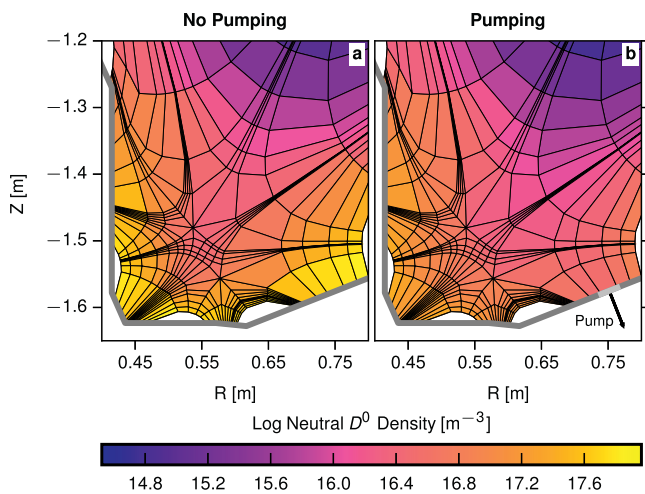 No Pumping
Pumping
a
b
−1.2
−1.3
−1.4
−1.5
−1.6
Z [m]
Pump
0.45 0.55 0.65 0.75
0.45 0.55 0.65 0.75
R [m]
R [m]
Log Neutral D⁰ Density [m⁻³]
14.8 15.2 15.6 16.0 16.4 16.8 17.2 17.6